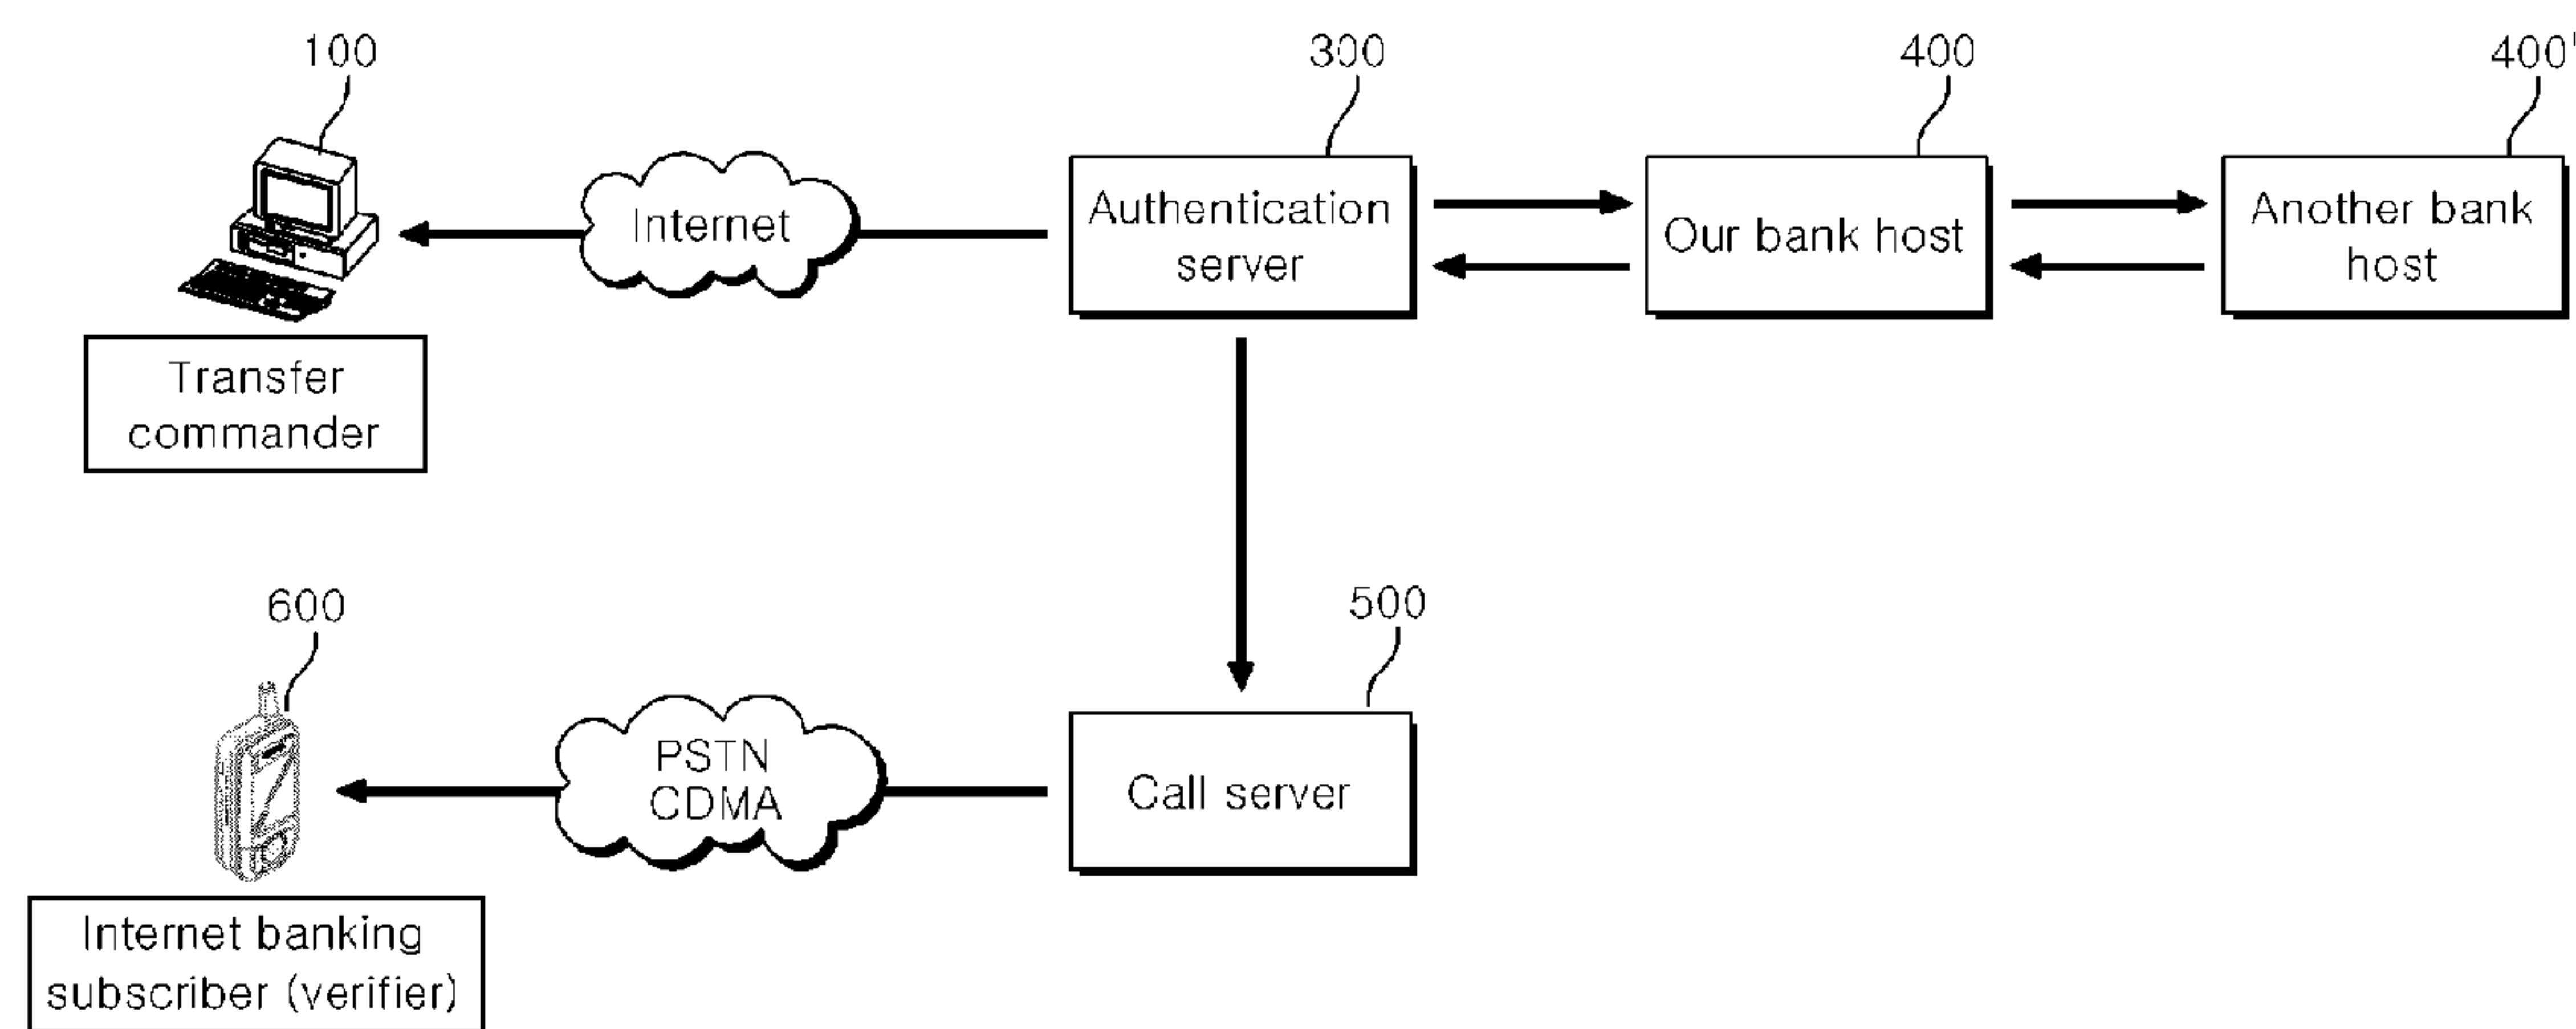 100
300
400
400'
Internet
Authentication
server
Our bank host
Another bank
host
Transfer
commander
600
500
PSTN
CDMA
Call server
Internet banking
subscriber (verifier)